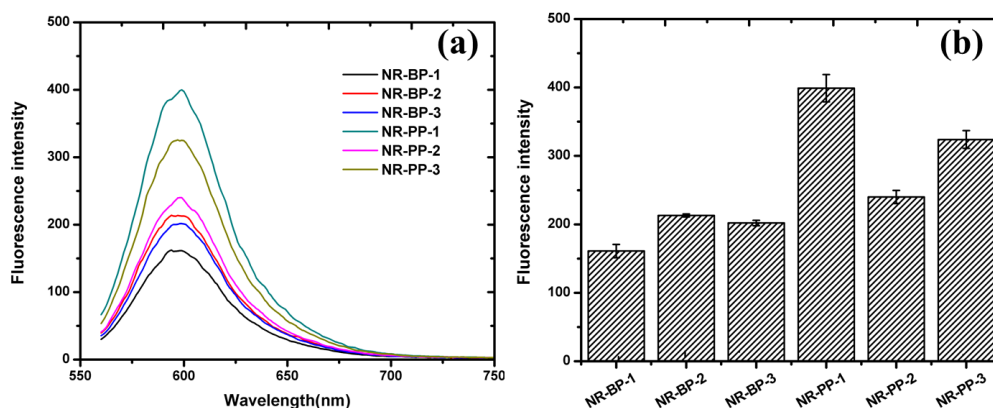 (a)
500
400
300
200
100
0
Fluorescence intensity
550
600
650
700
750
Wavelength(nm)
NR-BP-1
NR-BP-2
NR-BP-3
NR-PP-1
NR-PP-2
NR-PP-3
(b)
500
400
300
200
100
0
Fluorescence intensity
NR-BP-1
NR-BP-2
NR-BP-3
NR-PP-1
NR-PP-2
NR-PP-3